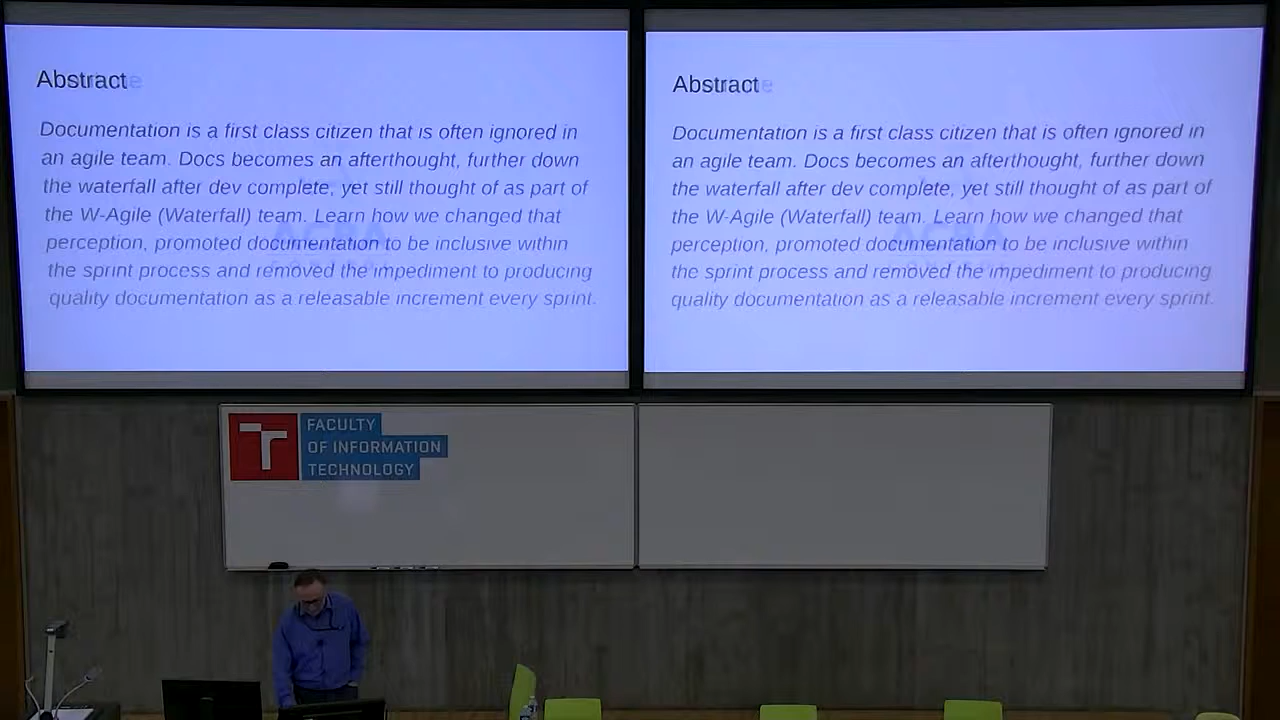 Abstract
Documentation is a first class citizen that is often ignored in
an agile team. Docs becomes an afterthought, further down
the waterfall after dev complete, yet still thought of as part of
the W-Agile (Waterfall) team. Learn how we changed that
perception, promoted documentation to be inclusive within
the sprint process and removed the impediment to producing
quality documentation as a releasable increment every sprint.
Abstract
Documentation is a first class citizen that is often ignored in
an agile team. Docs becomes an afterthought, further down
the waterfall after dev complete, yet still thought of as part of
the W-Agile (Waterfall) team. Learn how we changed that
perception, promoted documentation to be inclusive within
the sprint process and removed the impediment to producing
quality documentation as a releasable increment every sprint.
T
FACULTY
OF INFORMATION
TECHNOLOGY